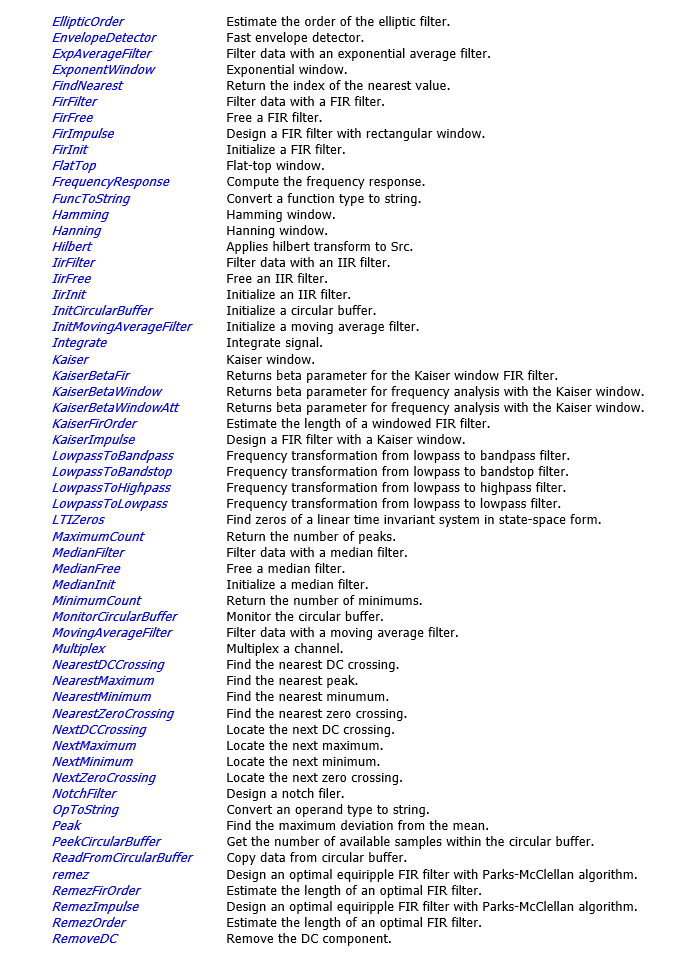 EllipticOrder Estimate the order of the elliptic filter.
EnvelopeDetector Fast envelope detector.
ExpAverageFilter Filter data with an exponential average filter.
ExponentWindow Exponential window.
FindNearest Return the index of the nearest value.
FirFilter Filter data with a FIR filter.
FirFree Free a FIR filter.
FirImpulse Design a FIR filter with rectangular window.
FirInit Initialize a FIR filter.
FlatTop Flat-top window.
FrequencyResponse Compute the frequency response.
FuncToString Convert a function type to string.
Hamming Hamming window.
Hanning Hanning window.
Hilbert Applies hilbert transform to Src.
IirFilter Filter data with an IIR filter.
IirFree Free an IIR filter.
IirInit Initialize an IIR filter.
InitCircularBuffer Initialize a circular buffer.
InitMovingAverageFilter Initialize a moving average filter.
Integrate Integrate signal.
Kaiser Kaiser window.
KaiserBetaFir Returns beta parameter for the Kaiser window FIR filter.
KaiserBetaWindow Returns beta parameter for frequency analysis with the Kaiser window.
KaiserBetaWindowAtt Returns beta parameter for frequency analysis with the Kaiser window.
KaiserFirOrder Estimate the length of a windowed FIR filter.
KaiserImpulse Design a FIR filter with a Kaiser window.
LowpassToBandpass Frequency transformation from lowpass to bandpass filter.
LowpassToBandstop Frequency transformation from lowpass to bandstop filter.
LowpassToHighpass Frequency transformation from lowpass to highpass filter.
LowpassToLowpass Frequency transformation from lowpass to lowpass filter.
LTIZeros Find zeros of a linear time invariant system in state-space form.
MaximumCount Return the number of peaks.
MedianFilter Filter data with a median filter.
MedianFree Free a median filter.
MedianInit Initialize a median filter.
MinimumCount Return the number of minimums.
MonitorCircularBuffer Monitor the circular buffer.
MovingAverageFilter Filter data with a moving average filter.
Multiplex Multiplex a channel.
NearestDCCrossing Find the nearest DC crossing.
NearestMaximum Find the nearest peak.
NearestMinimum Find the nearest minumum.
NearestZeroCrossing Find the nearest zero crossing.
NextDCCrossing Locate the next DC crossing.
NextMaximum Locate the next maximum.
NextMinimum Locate the next minimum.
NextZeroCrossing Locate the next zero crossing.
NotchFilter Design a notch filer.
OpToString Convert an operand type to string.
Peak Find the maximum deviation from the mean.
PeekCircularBuffer Get the number of available samples within the circular buffer.
ReadFromCircularBuffer Copy data from circular buffer.
remez Design an optimal equiripple FIR filter with Parks-McClellan algorithm.
RemezFirOrder Estimate the length of an optimal FIR filter.
RemezImpulse Design an optimal equiripple FIR filter with Parks-McClellan algorithm.
RemezOrder Estimate the length of an optimal FIR filter.
RemoveDC Remove the DC component.